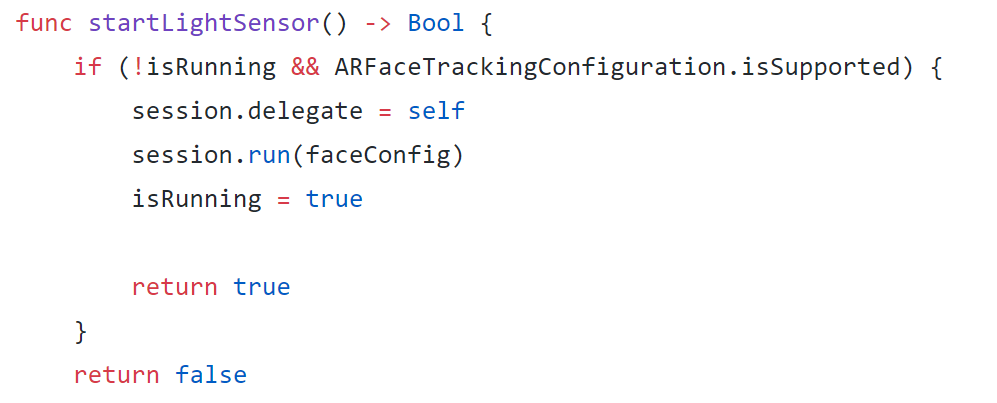 func startLightSensor() -> Bool {
    if (!isRunning && ARFaceTrackingConfiguration.isSupported) {
        session.delegate = self
        session.run(faceConfig)
        isRunning = true

        return true
    }
    return false